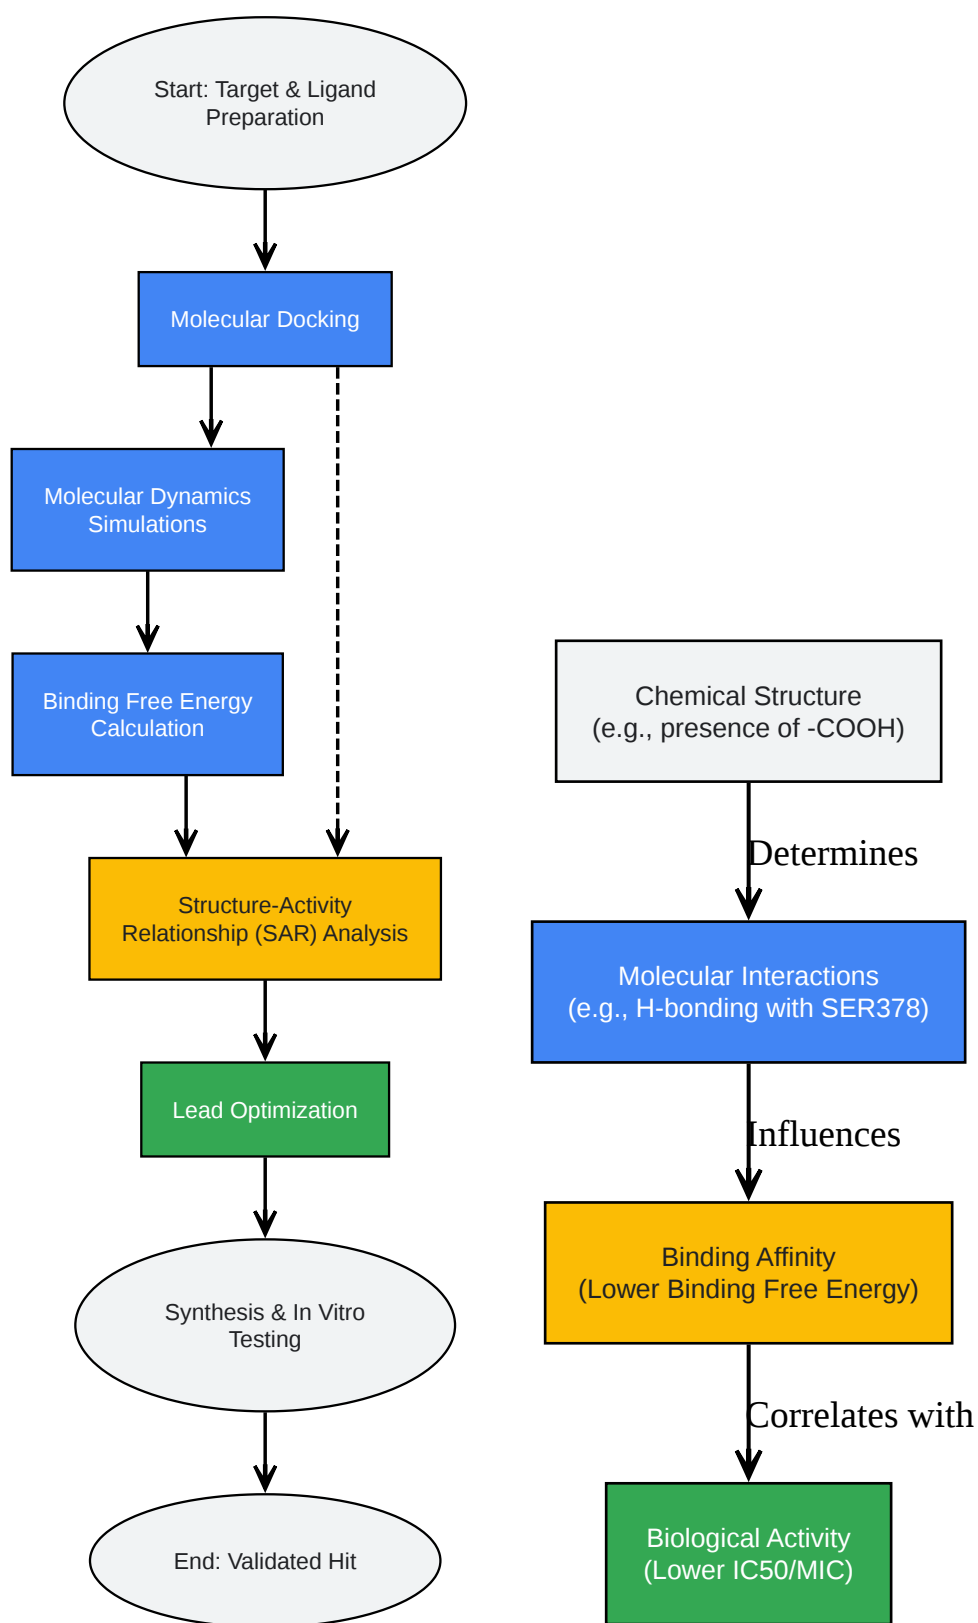 Start: Target & Ligand
Preparation
Molecular Docking
Molecular Dynamics
Simulations
Binding Free Energy
Calculation
Structure-Activity
Relationship (SAR) Analysis
Lead Optimization
Synthesis & In Vitro
Testing
End: Validated Hit
Chemical Structure
(e.g., presence of -COOH)
Determines
Molecular Interactions
(e.g., H-bonding with SER378)
Influences
Binding Affinity
(Lower Binding Free Energy)
Correlates with
Biological Activity
(Lower IC50/MIC)